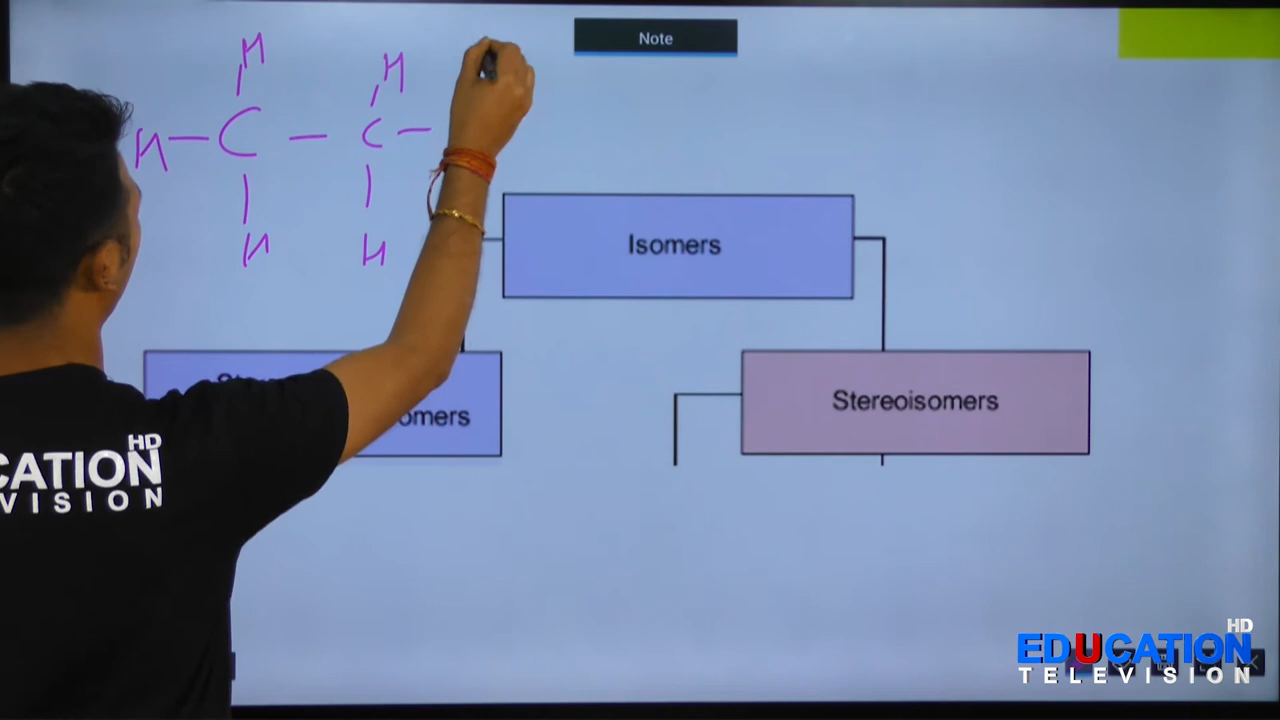 Note
H H
H — C — C —
H H
Isomers
omers
Stereoisomers
HD
CATION
VISION
HD
EDUCATION
TELEVISION